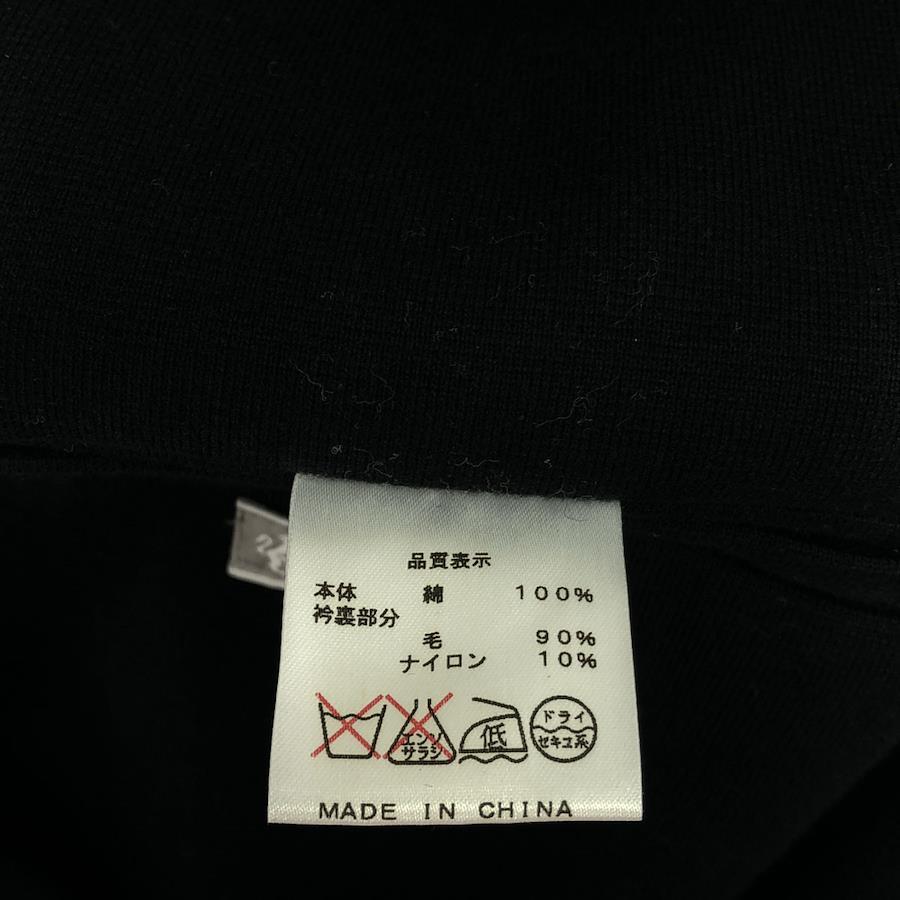 品質表示
本体 綿 100%
衿裏部分
毛 90%
ナイロン 10%
エンソ
サラシ
低
ドライ
セキユ系
MADE IN CHINA